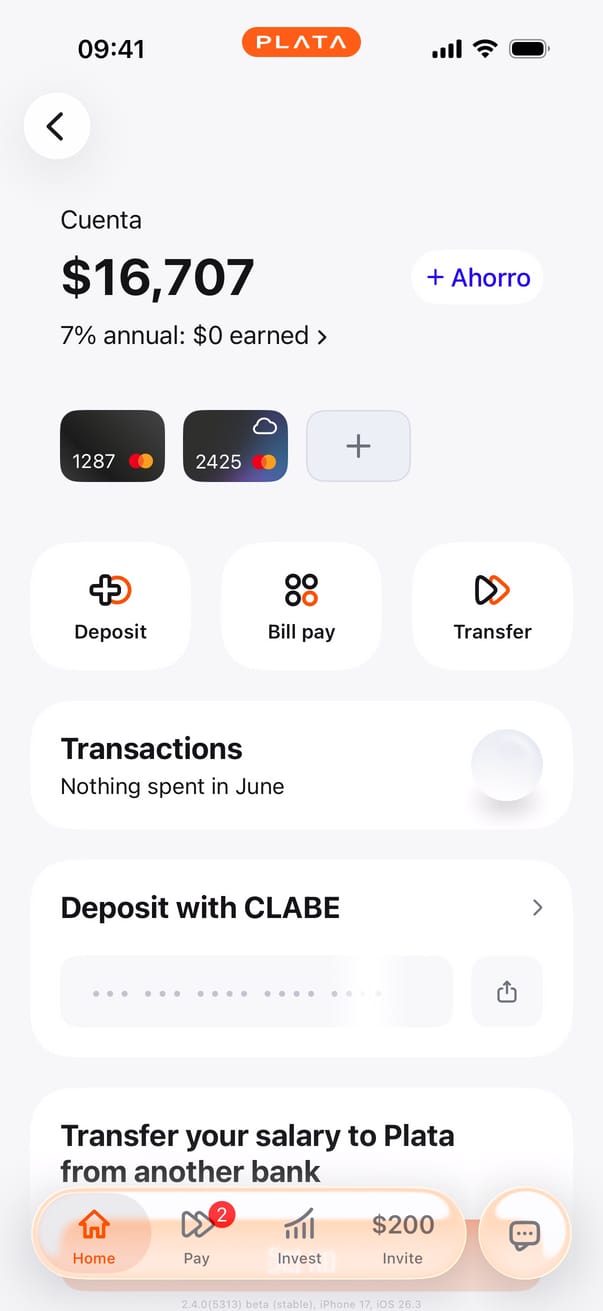 09:41
PLATA
Cuenta
$16,707
+ Ahorro
7% annual: $0 earned
1287
2425
Deposit
Bill pay
Transfer
Transactions
Nothing spent in June
Deposit with CLABE
Transfer your salary to Plata
from another bank
2
$200
Home
Pay
Invest
Invite
2.4.0(5313) beta (stable), iPhone 17, iOS 26.3